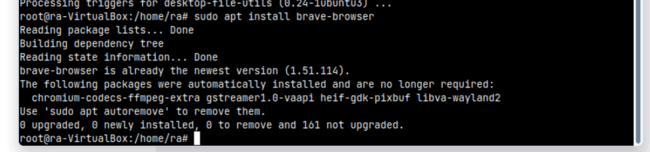 Processing triggers for desktop-file-utils (0.24-1ubuntu3) ...
root@ra-VirtualBox:/home/ra# sudo apt install brave-browser
Reading package lists... Done
Building dependency tree
Reading state information... Done
brave-browser is already the newest version (1.51.114).
The following packages were automatically installed and are no longer required:
  chromium-codecs-ffmpeg-extra gstreamer1.0-vaapi heif-gdk-pixbuf libva-wayland2
Use 'sudo apt autoremove' to remove them.
0 upgraded, 0 newly installed, 0 to remove and 161 not upgraded.
root@ra-VirtualBox:/home/ra#